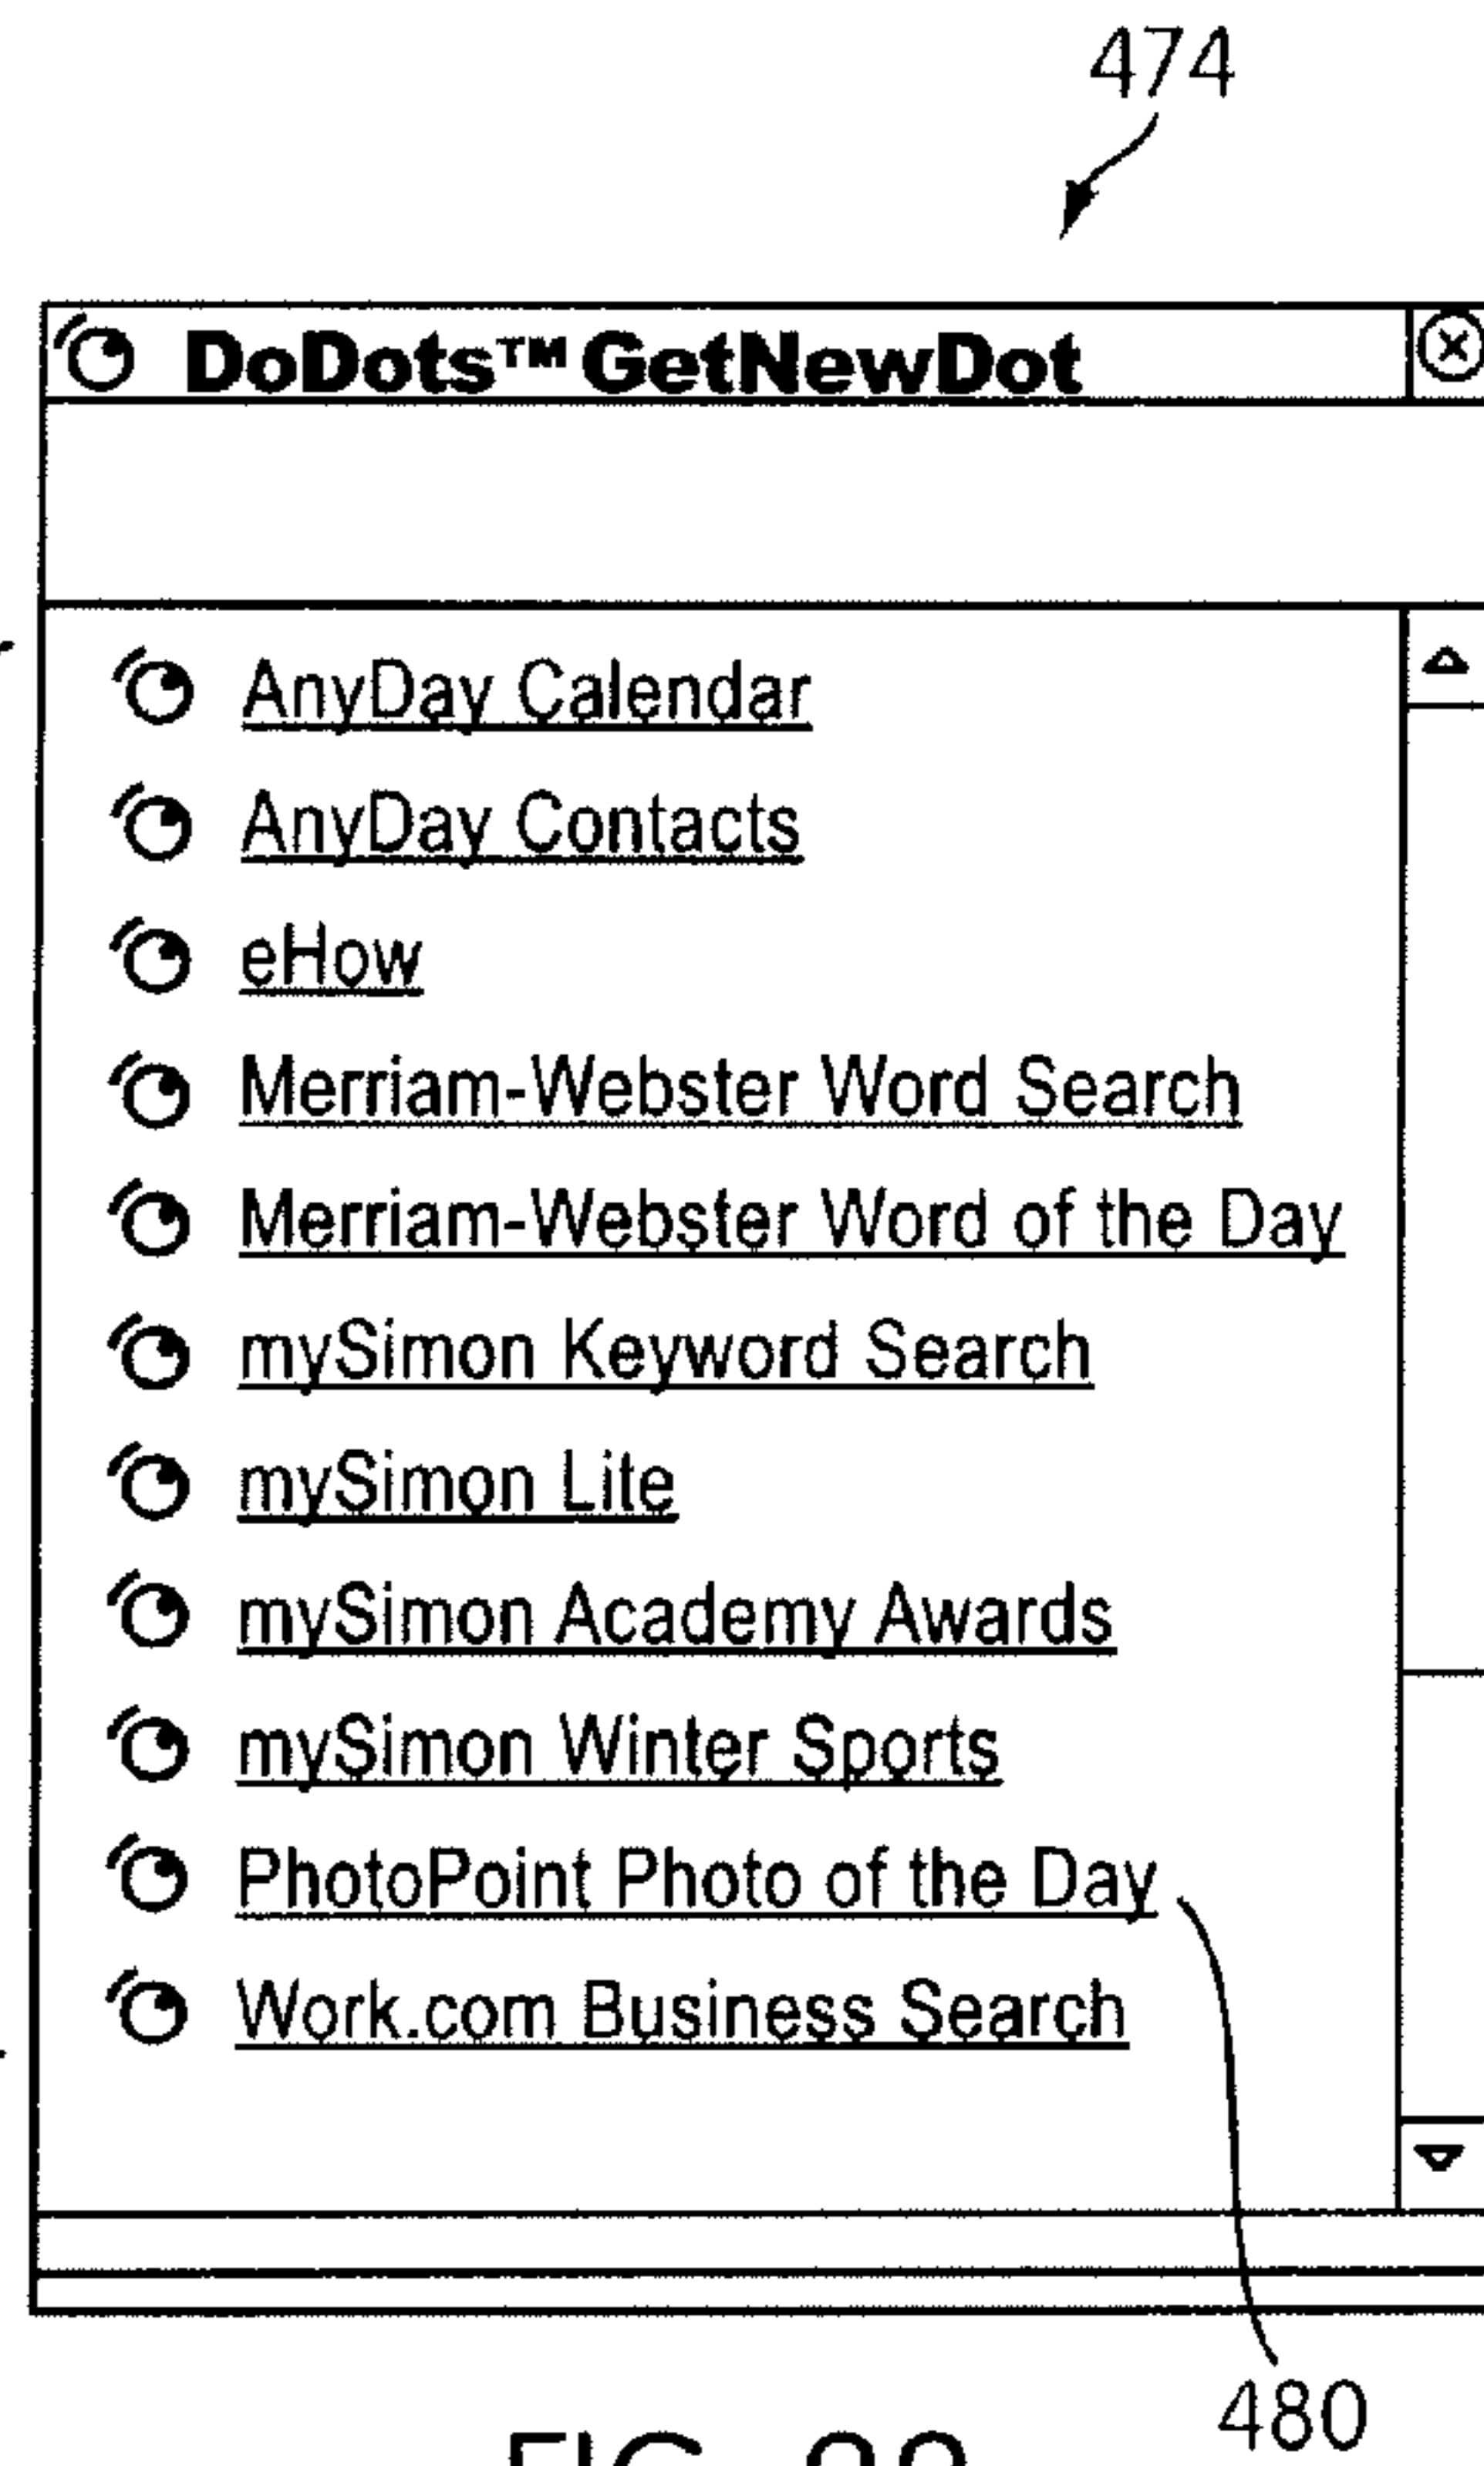 474
DoDots™ GetNewDot
AnyDay Calendar
AnyDay Contacts
eHow
Merriam-Webster Word Search
Merriam-Webster Word of the Day
mySimon Keyword Search
mySimon Lite
mySimon Academy Awards
mySimon Winter Sports
PhotoPoint Photo of the Day
Work.com Business Search
480
FIG.